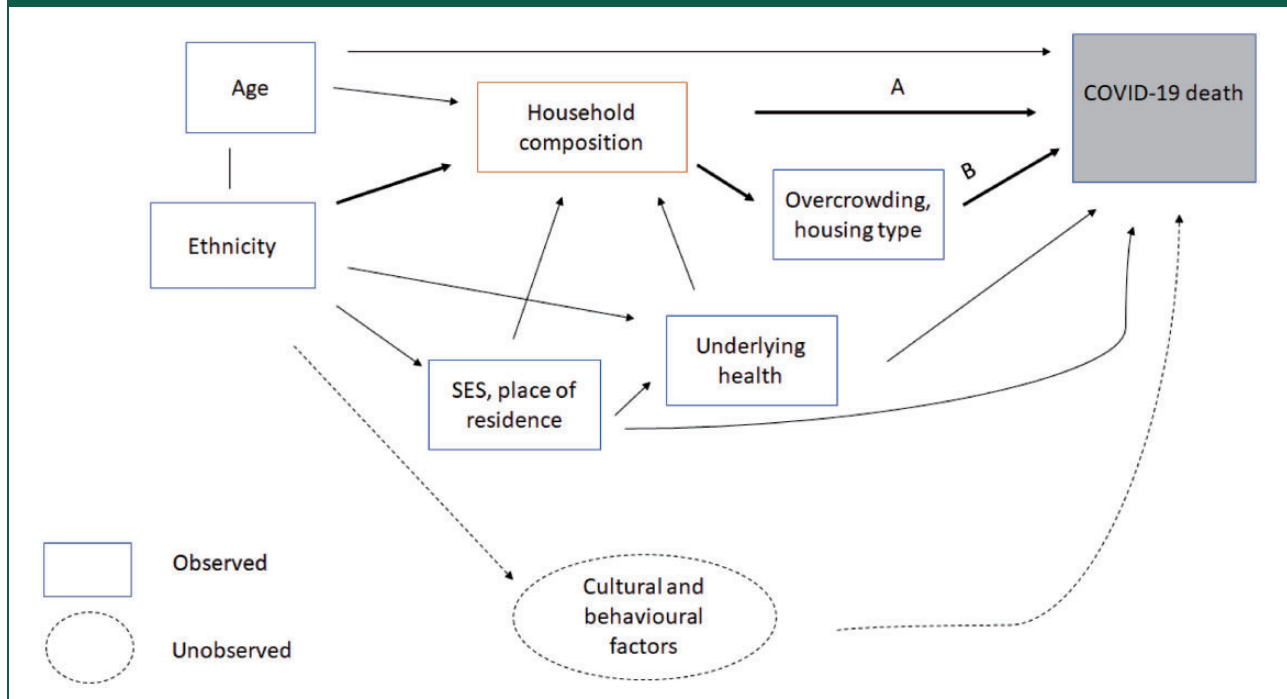 Age
Household
composition
A
COVID-19 death
B
Ethnicity
Overcrowding,
housing type
Underlying
health
SES, place of
residence
Observed
Cultural and
behavioural
factors
Unobserved